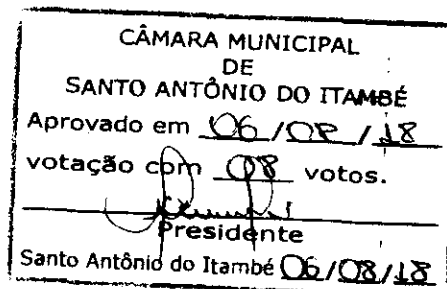 CÂMARA MUNICIPAL
DE
SANTO ANTÔNIO DO ITAMBÉ
Aprovado em 06 / 08 / 18
votação com 08 votos.
Presidente
Santo Antônio do Itambé 06/08/18